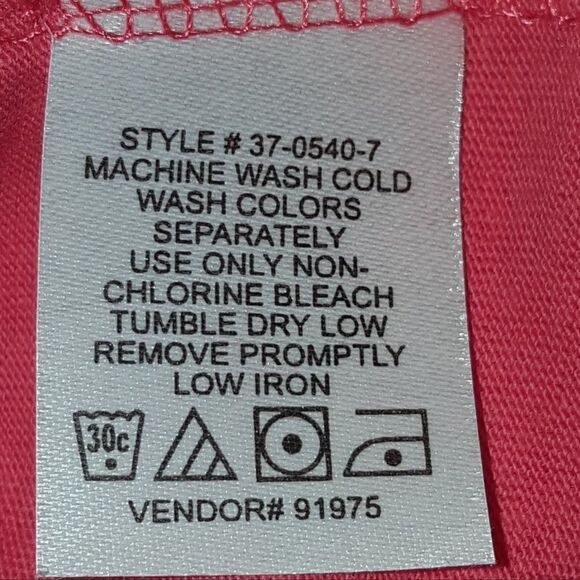 STYLE # 37-0540-7
MACHINE WASH COLD
WASH COLORS
SEPARATELY
USE ONLY NON-
CHLORINE BLEACH
TUMBLE DRY LOW
REMOVE PROMPTLY
LOW IRON
30c
VENDOR# 91975